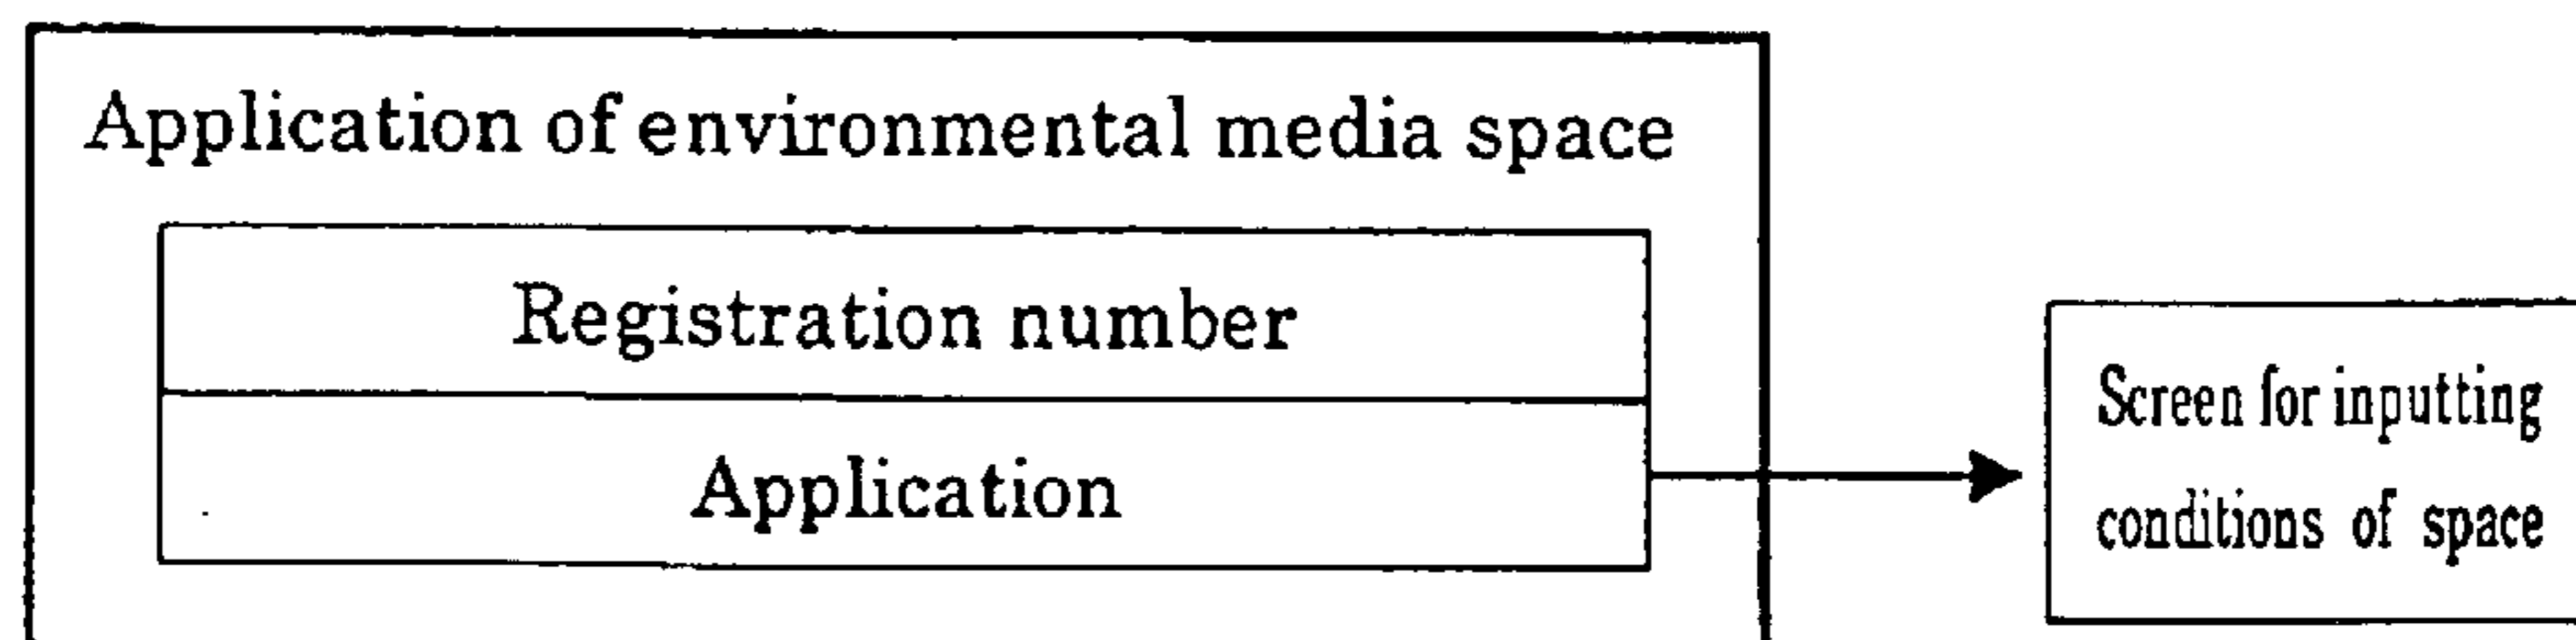 Application of environmental media space
Registration number
Application
Screen for inputting
conditions of space